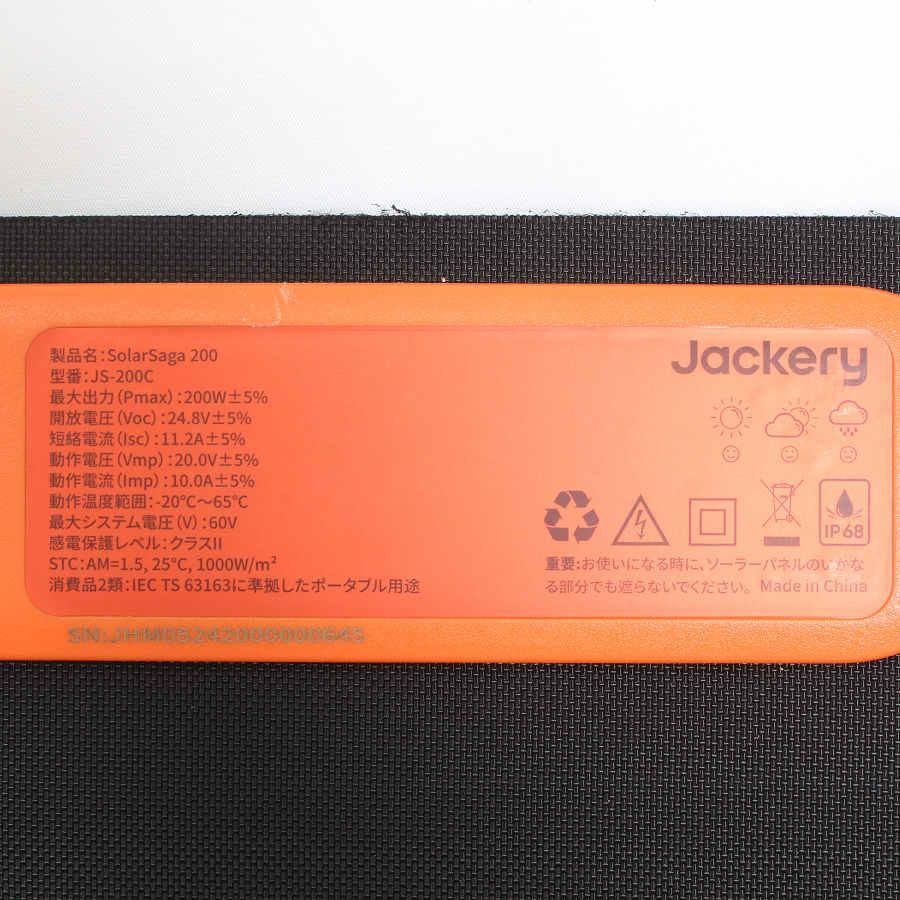 製品名：SolarSaga 200
型番：JS-200C
最大出力（Pmax）：200W±5%
開放電圧（Voc）：24.8V±5%
短絡電流（Isc）：11.2A±5%
動作電圧（Vmp）：20.0V±5%
動作電流（Imp）：10.0A±5%
動作温度範囲：-20℃～65℃
最大システム電圧（V）：60V
感電保護レベル：クラスII
STC：AM=1.5, 25℃, 1000W/m²
消費品2類：IEC TS 63163に準拠したポータブル用途
Jackery
IP68
重要：お使いになる時に、ソーラーパネルのいかな
る部分でも遮らないでください。 Made in China